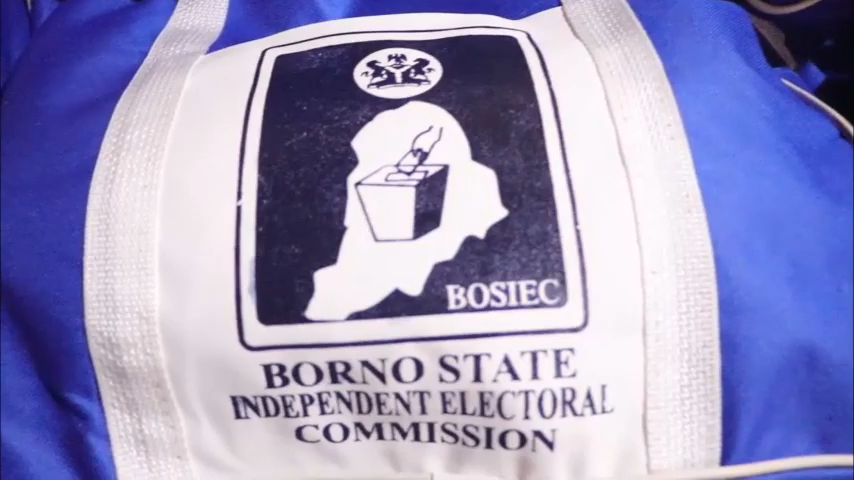 BOSIEC
BORNO STATE
INDEPENDENT ELECTORAL
COMMISSION